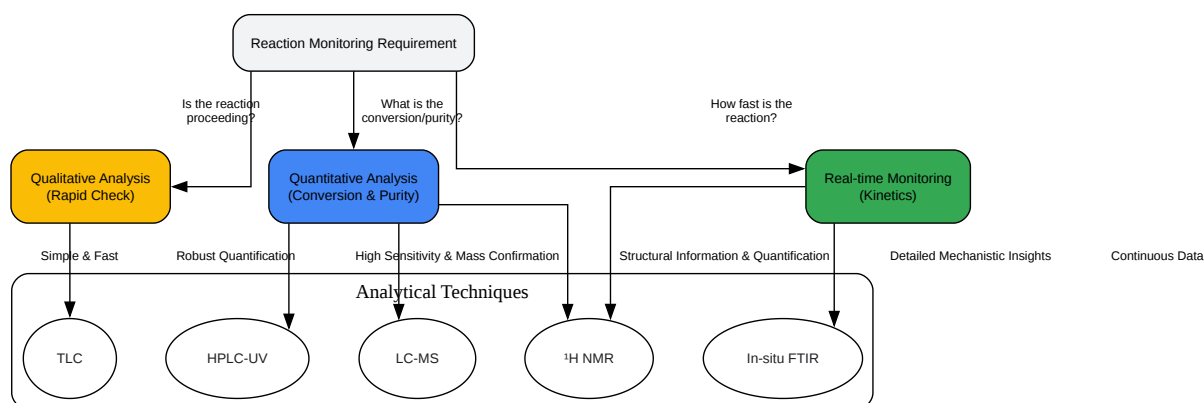 Reaction Monitoring Requirement
Is the reaction
proceeding?
What is the
conversion/purity?
How fast is the
reaction?
Qualitative Analysis
(Rapid Check)
Quantitative Analysis
(Conversion & Purity)
Real-time Monitoring
(Kinetics)
Simple & Fast
Robust Quantification
High Sensitivity & Mass Confirmation
Structural Information & Quantification
Detailed Mechanistic Insights
Continuous Data
Analytical Techniques
TLC
HPLC-UV
LC-MS
¹H NMR
In-situ FTIR